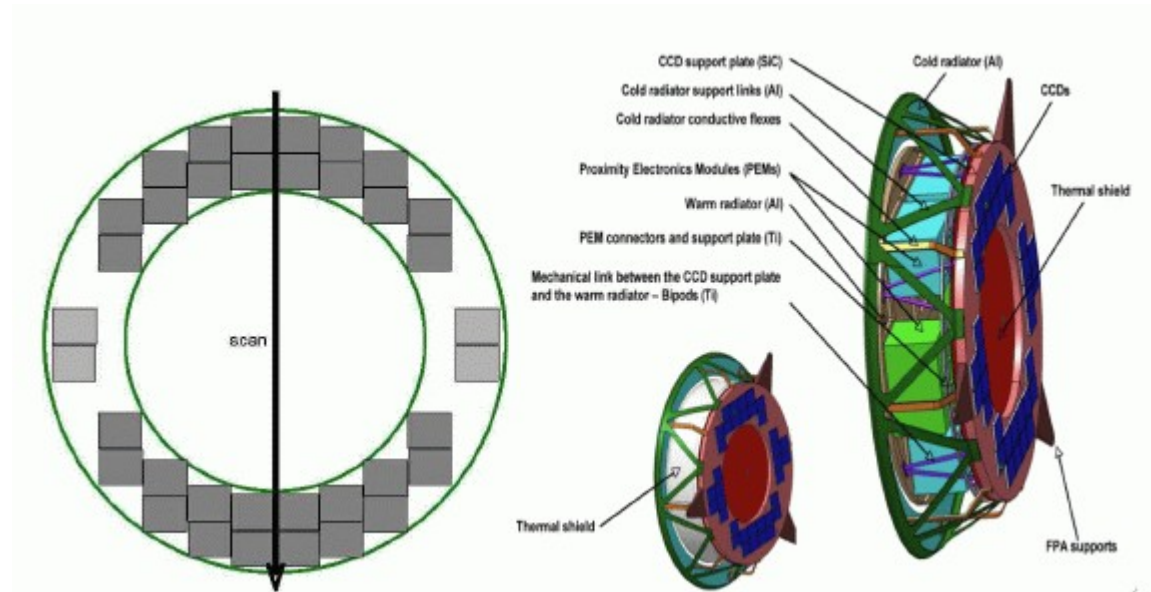 scan
CCD support plate (SiC)
Cold radiator (Al)
Cold radiator support links (Al)
CCDs
Cold radiator conductive flexes
Proximity Electronics Modules (PEMs)
Thermal shield
Warm radiator (Al)
PEM connectors and support plate (Ti)
Mechanical link between the CCD support plate
and the warm radiator – Bipods (Ti)
Thermal shield
FPA supports